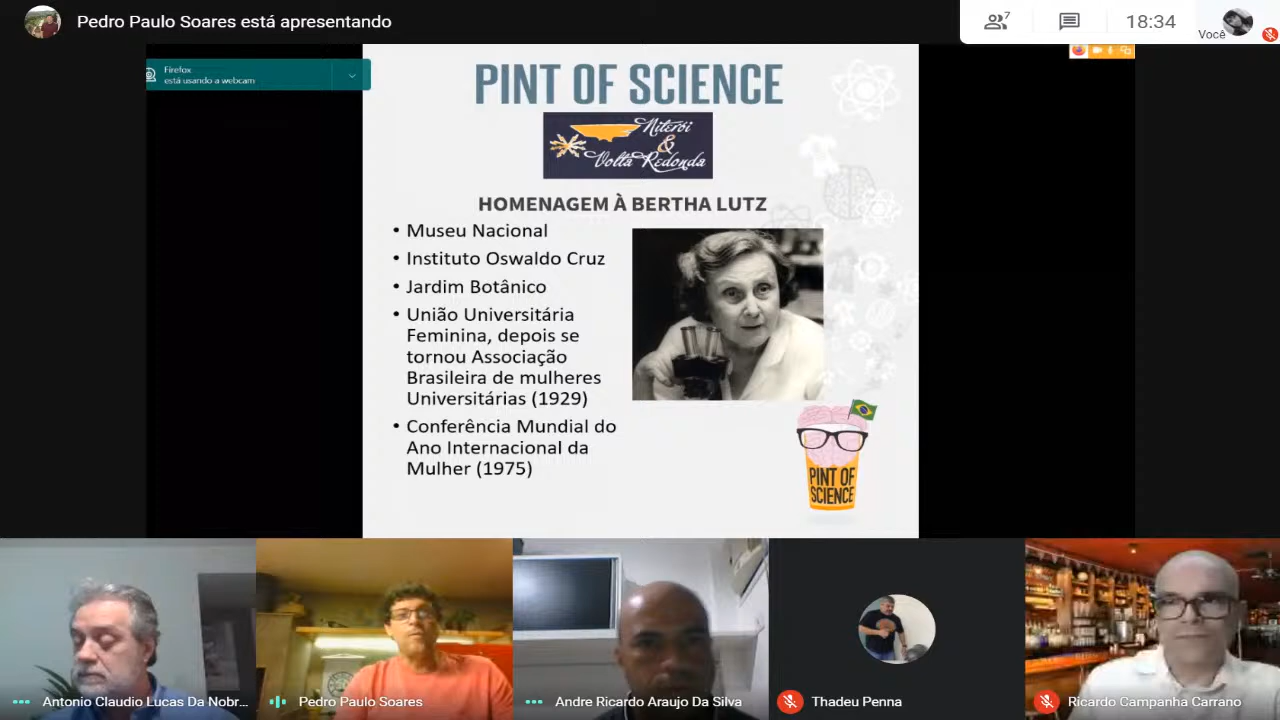 Pedro Paulo Soares está apresentando
7
18:34
Você
Firefox
está usando a webcam
PINT OF SCIENCE
Niterói
&
Volta Redonda
HOMENAGEM À BERTHA LUTZ
• Museu Nacional
• Instituto Oswaldo Cruz
• Jardim Botânico
• União Universitária
Feminina, depois se
tornou Associação
Brasileira de mulheres
Universitárias (1929)
• Conferência Mundial do
Ano Internacional da
Mulher (1975)
PINT OF
SCIENCE
Antonio Claudio Lucas Da Nobr...
Pedro Paulo Soares
Andre Ricardo Araujo Da Silva
Thadeu Penna
Ricardo Campanha Carrano